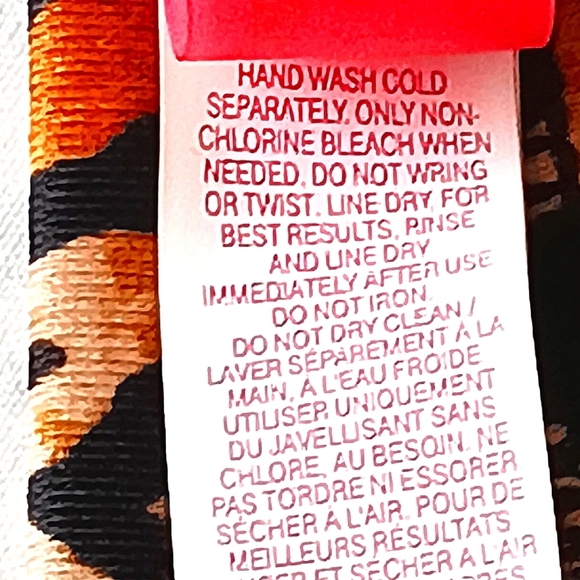 HAND WASH COLD
SEPARATELY. ONLY NON-
CHLORINE BLEACH WHEN
NEEDED. DO NOT WRING
OR TWIST. LINE DRY. FOR
BEST RESULTS, RINSE
AND LINE DRY
IMMEDIATELY AFTER USE
DO NOT IRON.
DO NOT DRY CLEAN /
LAVER SÉPARÉMENT À LA
MAIN, À L'EAU FROIDE
UTILISER UNIQUEMENT
DU JAVELLISANT SANS
CHLORE, AU BESOIN. NE
PAS TORDRE NI ESSORER
SÉCHER À L'AIR. POUR DE
MEILLEURS RÉSULTATS
ET SÉCHER À L'AIR